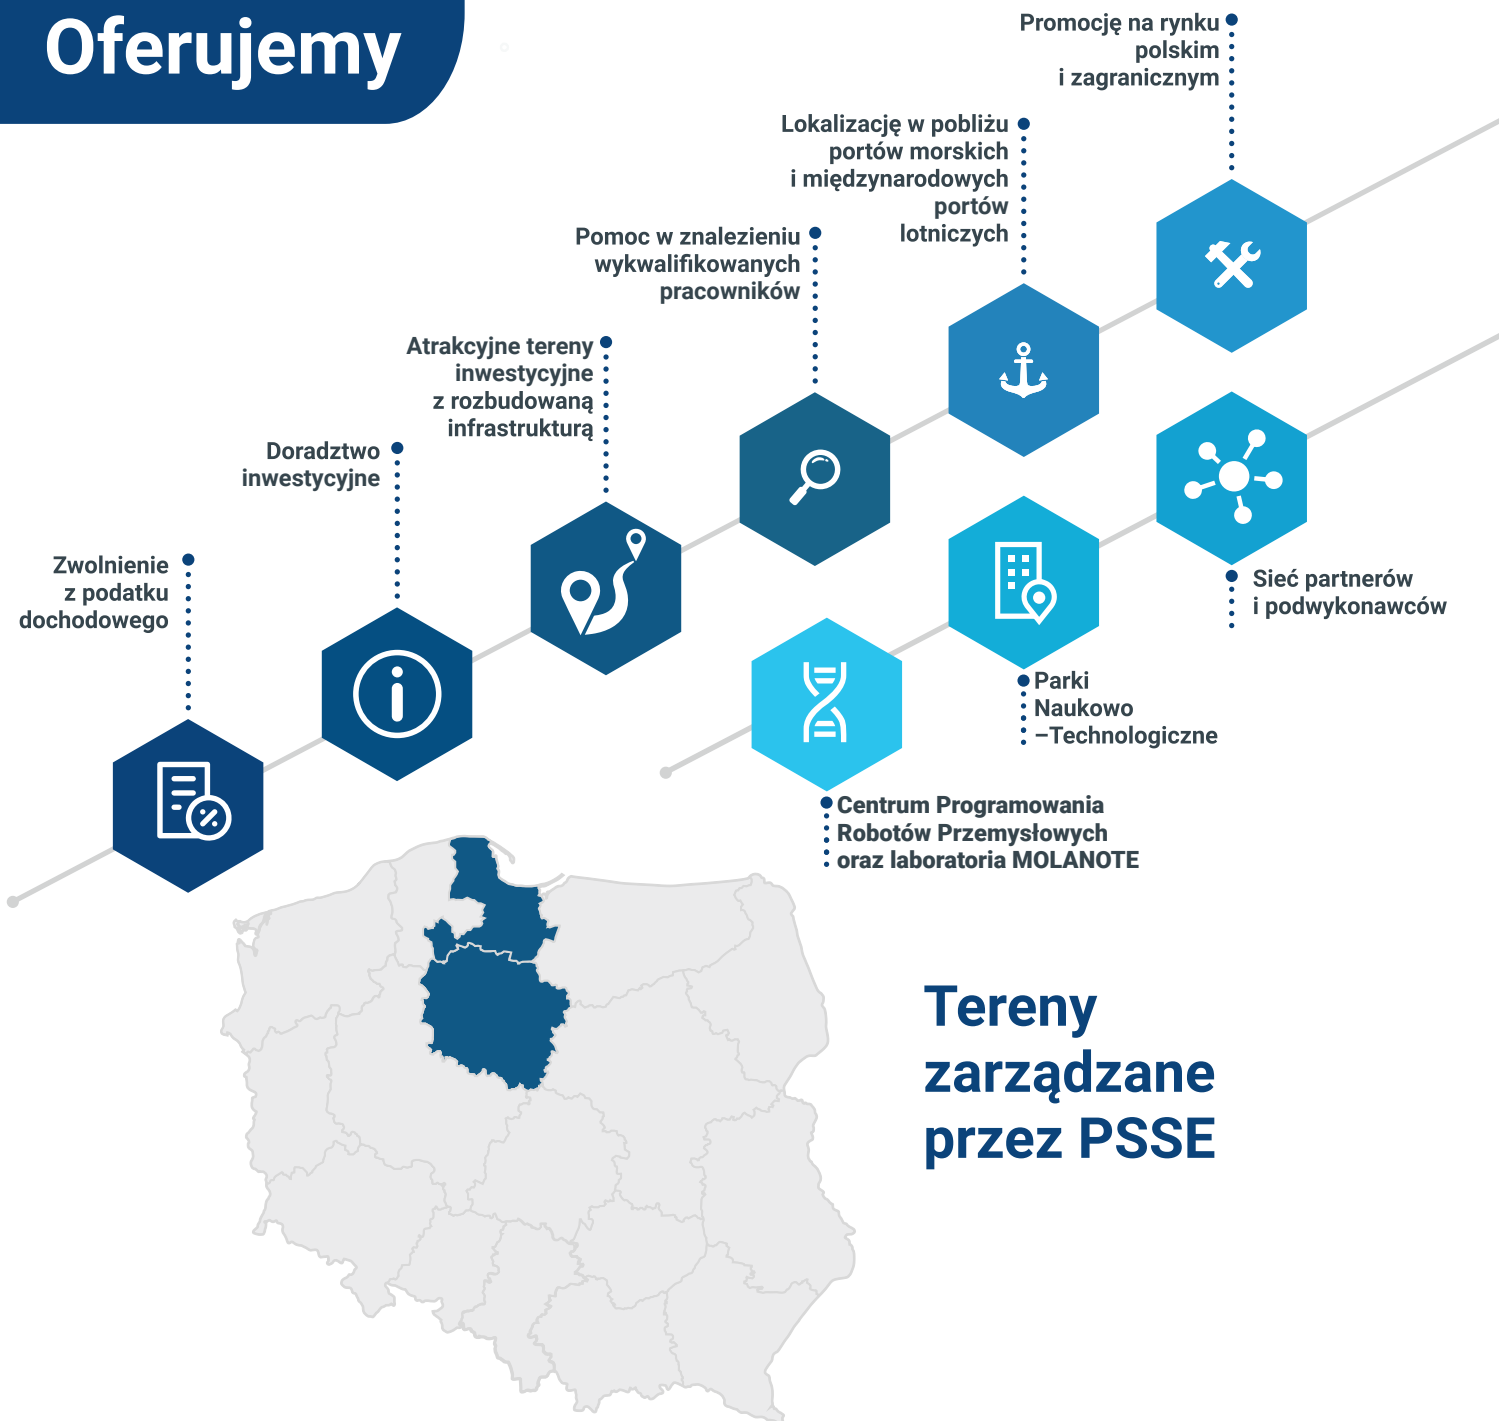 Oferujemy
Zwolnienie
z podatku
dochodowego
Doradztwo
inwestycyjne
Atrakcyjne tereny
inwestycyjne
z rozbudowaną
infrastrukturą
Pomoc w znalezieniu
wykwalifikowanych
pracowników
Lokalizację w pobliżu
portów morskich
i międzynarodowych
portów
lotniczych
Promocję na rynku
polskim
i zagranicznym
Centrum Programowania
Robotów Przemysłowych
oraz laboratoria MOLANOTE
Parki
Naukowo
–Technologiczne
Sieć partnerów
i podwykonawców
Tereny
zarządzane
przez PSSE